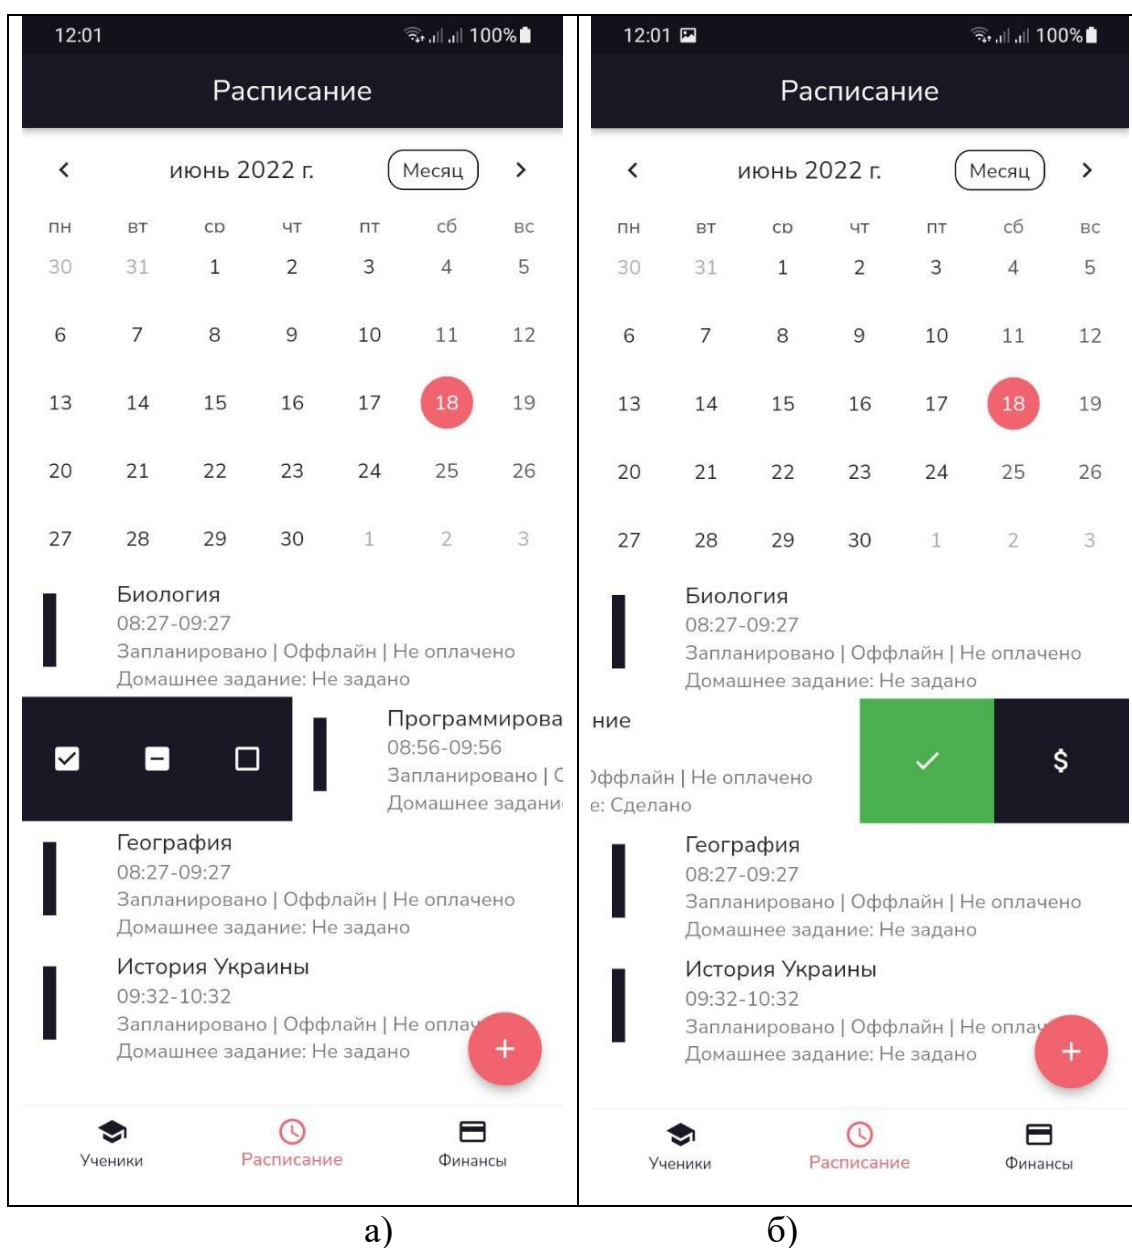 12:01 100%
Расписание
июнь 2022 г. Месяц
пн вт ср чт пт сб вс
30 31 1 2 3 4 5
6 7 8 9 10 11 12
13 14 15 16 17 18 19
20 21 22 23 24 25 26
27 28 29 30 1 2 3
Биология
08:27-09:27
Запланировано | Оффлайн | Не оплачено
Домашнее задание: Не задано
Программирова
08:56-09:56
Запланировано |
Домашнее задани
География
08:27-09:27
Запланировано | Оффлайн | Не оплачено
Домашнее задание: Не задано
История Украины
09:32-10:32
Запланировано | Оффлайн | Не оплач
Домашнее задание: Не задано
+
Ученики Расписание Финансы
а)
12:01 100%
Расписание
июнь 2022 г. Месяц
пн вт ср чт пт сб вс
30 31 1 2 3 4 5
6 7 8 9 10 11 12
13 14 15 16 17 18 19
20 21 22 23 24 25 26
27 28 29 30 1 2 3
Биология
08:27-09:27
Запланировано | Оффлайн | Не оплачено
Домашнее задание: Не задано
ние
Оффлайн | Не оплачено
е: Сделано
$
География
08:27-09:27
Запланировано | Оффлайн | Не оплачено
Домашнее задание: Не задано
История Украины
09:32-10:32
Запланировано | Оффлайн | Не оплач
Домашнее задание: Не задано
+
Ученики Расписание Финансы
б)